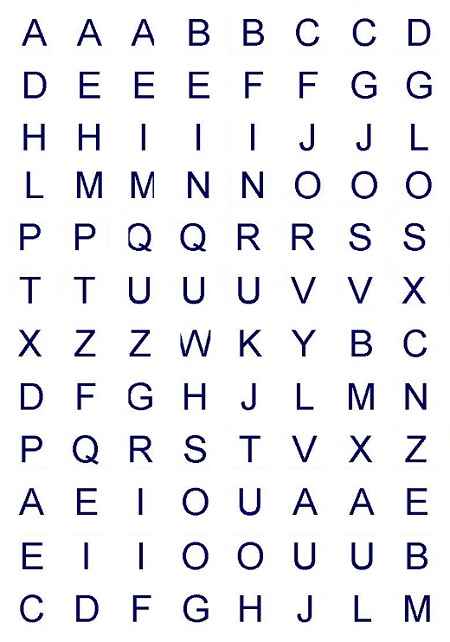 A A A B B C C D
D E E E F F G G
H H I I I J J L
L M M N N O O O
P P Q Q R R S S
T T U U U V V X
X Z Z W K Y B C
D F G H J L M N
P Q R S T V X Z
A E I O U A A E
E I I O O U U B
C D F G H J L M